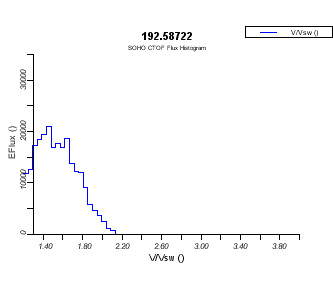 192.58722
V/Vsw ()
SOHO CTOF Flux Histogram
30000
20000
10000
0
EFlux ()
1.40 1.80 2.20 2.60 3.00 3.40 3.80
V/Vsw ()